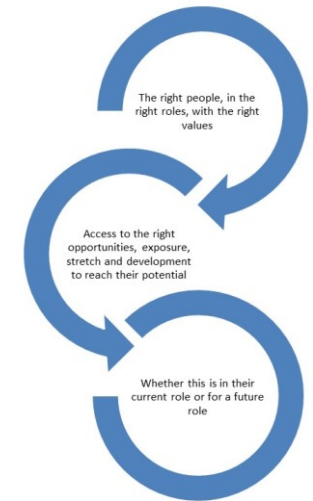 The right people, in the
right roles, with the right
values
Access to the right
opportunities, exposure,
stretch and development
to reach their potential
Whether this is in their
current role or for a future
role